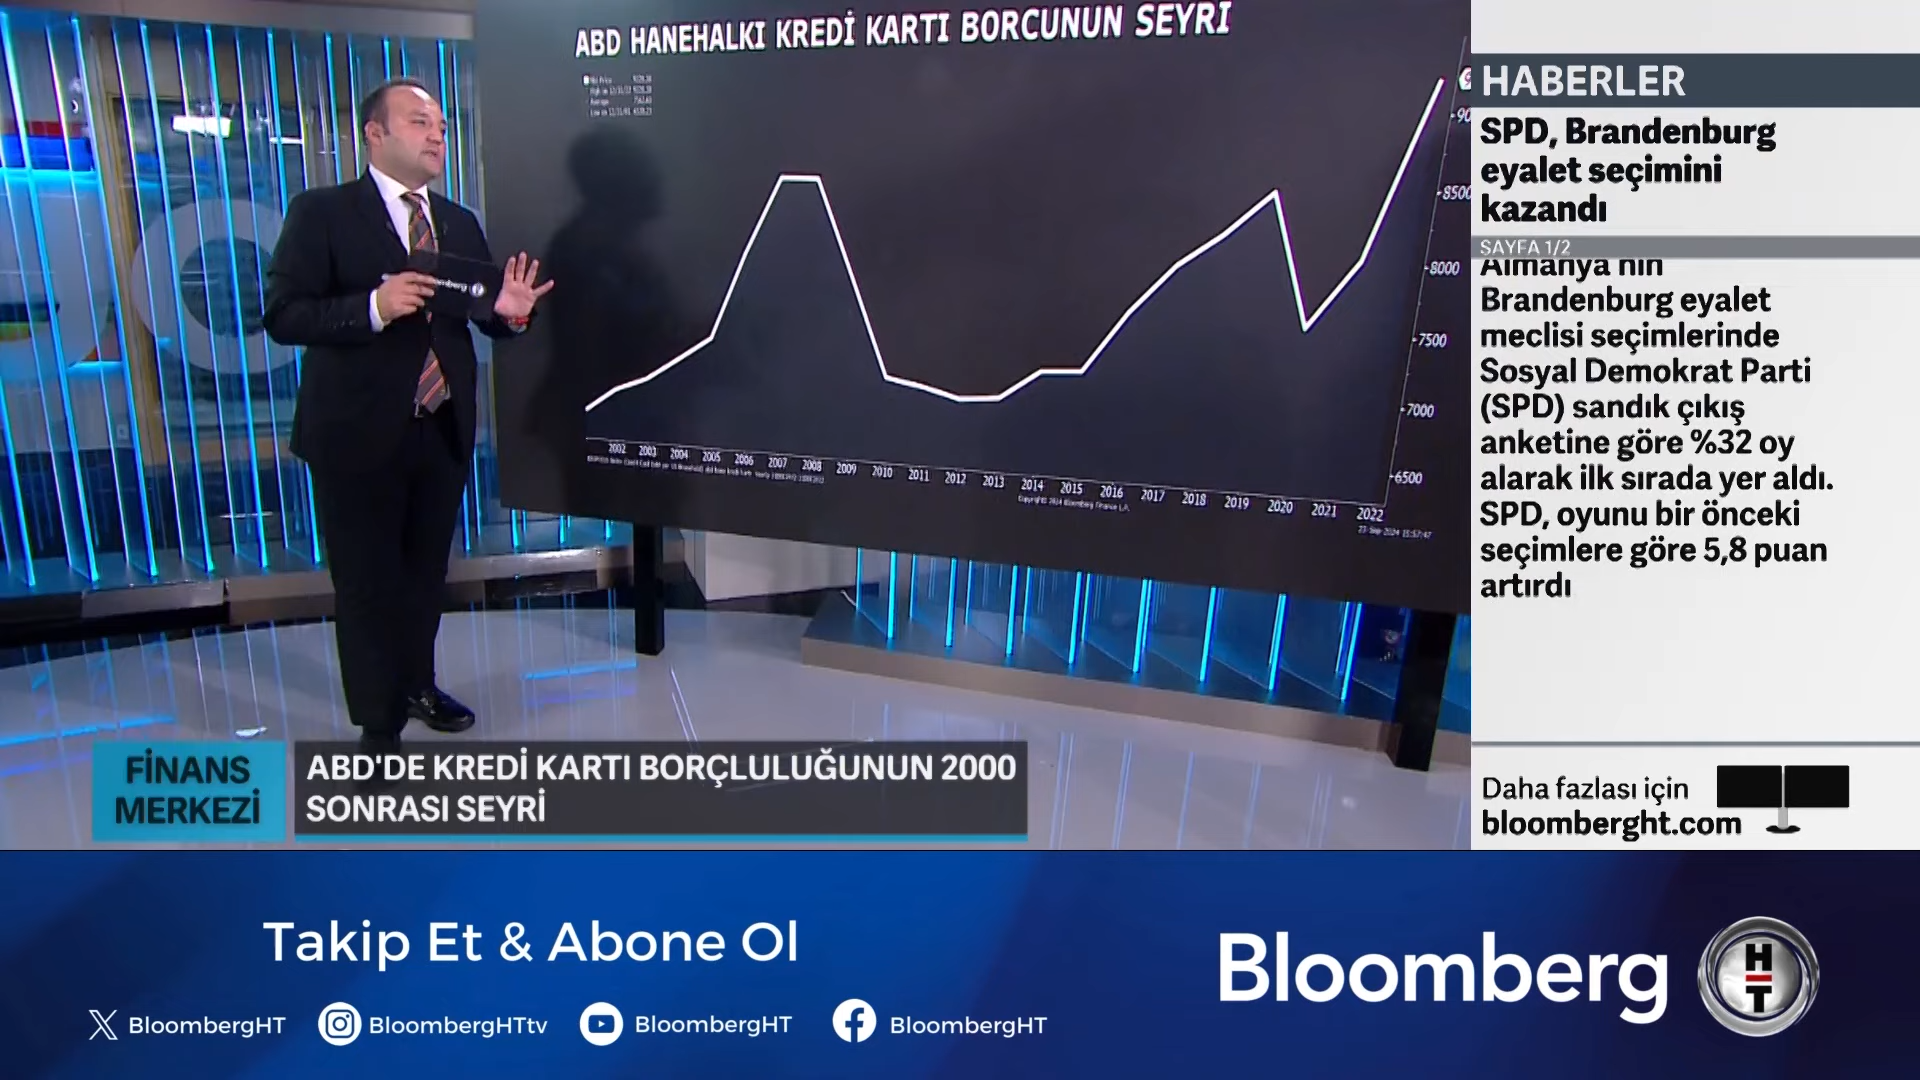 ABD HANEHALKI KREDİ KARTI BORCUNUN SEYRI
8500
8000
7500
7000
6500
2002 2003 2004 2005 2006 2007 2008 2009 2010 2011 2012 2013 2014 2015 2016 2017 2018 2019 2020 2021 2022
Copyright© 2024 Bloomberg Finance L.P.
HABERLER
SPD, Brandenburg
eyalet seçimini
kazandı
SAYFA 1/2
Almanya'nın
Brandenburg eyalet
meclisi seçimlerinde
Sosyal Demokrat Parti
(SPD) sandık çıkış
anketine göre %32 oy
alarak ilk sırada yer aldı.
SPD, oyunu bir önceki
seçimlere göre 5,8 puan
artırdı
Daha fazlası için
bloomberght.com
FİNANS
MERKEZİ
ABD'DE KREDİ KARTI BORÇLULUĞUNUN 2000
SONRASI SEYRİ
Takip Et & Abone Ol
BloombergHT BloombergHTtv BloombergHT BloombergHT
Bloomberg HT